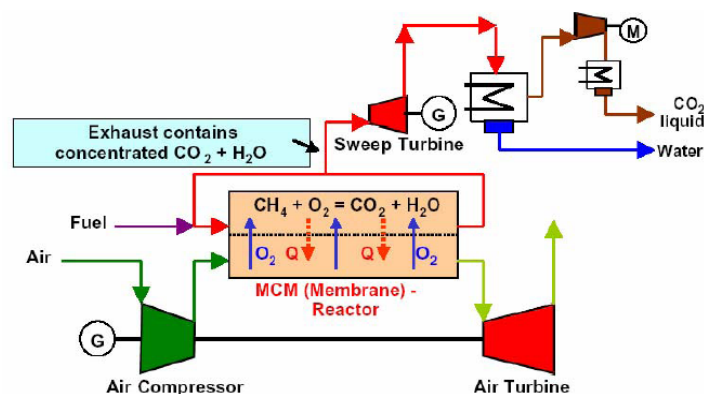 M
G
CO2
liquid
Sweep Turbine
Exhaust contains
concentrated CO2 + H2O
Water
CH4 + O2 = CO2 + H2O
Fuel
O2
Q
Q
O2
Air
MCM (Membrane) -
Reactor
G
Air Compressor
Air Turbine